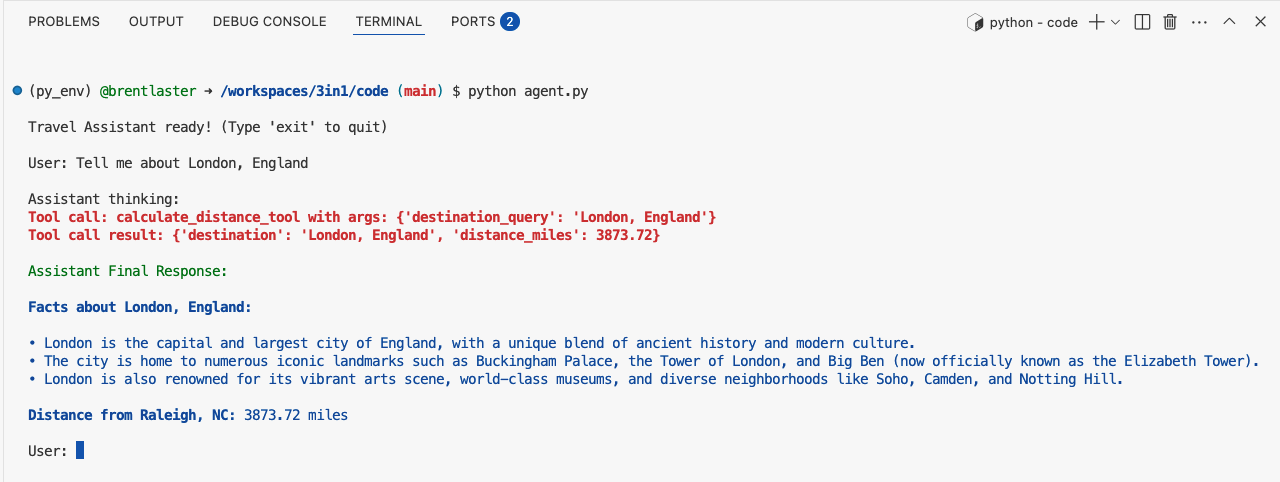 PROBLEMS OUTPUT DEBUG CONSOLE TERMINAL PORTS 2 python - code
(py_env) @brentlaster → /workspaces/3in1/code (main) $ python agent.py
Travel Assistant ready! (Type 'exit' to quit)
User: Tell me about London, England
Assistant thinking:
Tool call: calculate_distance_tool with args: {'destination_query': 'London, England'}
Tool call result: {'destination': 'London, England', 'distance_miles': 3873.72}
Assistant Final Response:
Facts about London, England:
• London is the capital and largest city of England, with a unique blend of ancient history and modern culture.
• The city is home to numerous iconic landmarks such as Buckingham Palace, the Tower of London, and Big Ben (now officially known as the Elizabeth Tower).
• London is also renowned for its vibrant arts scene, world-class museums, and diverse neighborhoods like Soho, Camden, and Notting Hill.
Distance from Raleigh, NC: 3873.72 miles
User: